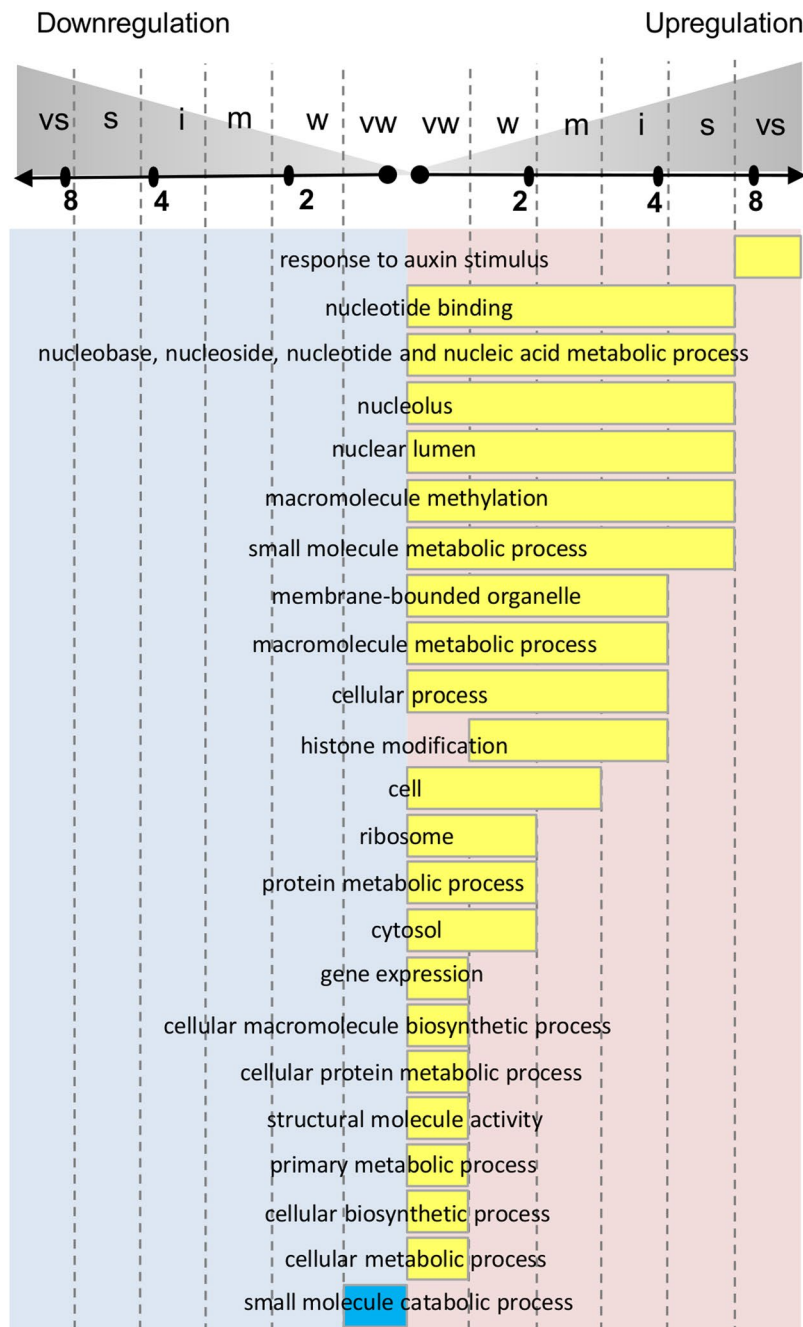 Downregulation Upregulation
vs s i m w vw vw w m i s vs
8 4 2 2 4 8
response to auxin stimulus
nucleotide binding
nucleobase, nucleoside, nucleotide and nucleic acid metabolic process
nucleolus
nuclear lumen
macromolecule methylation
small molecule metabolic process
membrane-bounded organelle
macromolecule metabolic process
cellular process
histone modification
cell
ribosome
protein metabolic process
cytosol
gene expression
cellular macromolecule biosynthetic process
cellular protein metabolic process
structural molecule activity
primary metabolic process
cellular biosynthetic process
cellular metabolic process
small molecule catabolic process